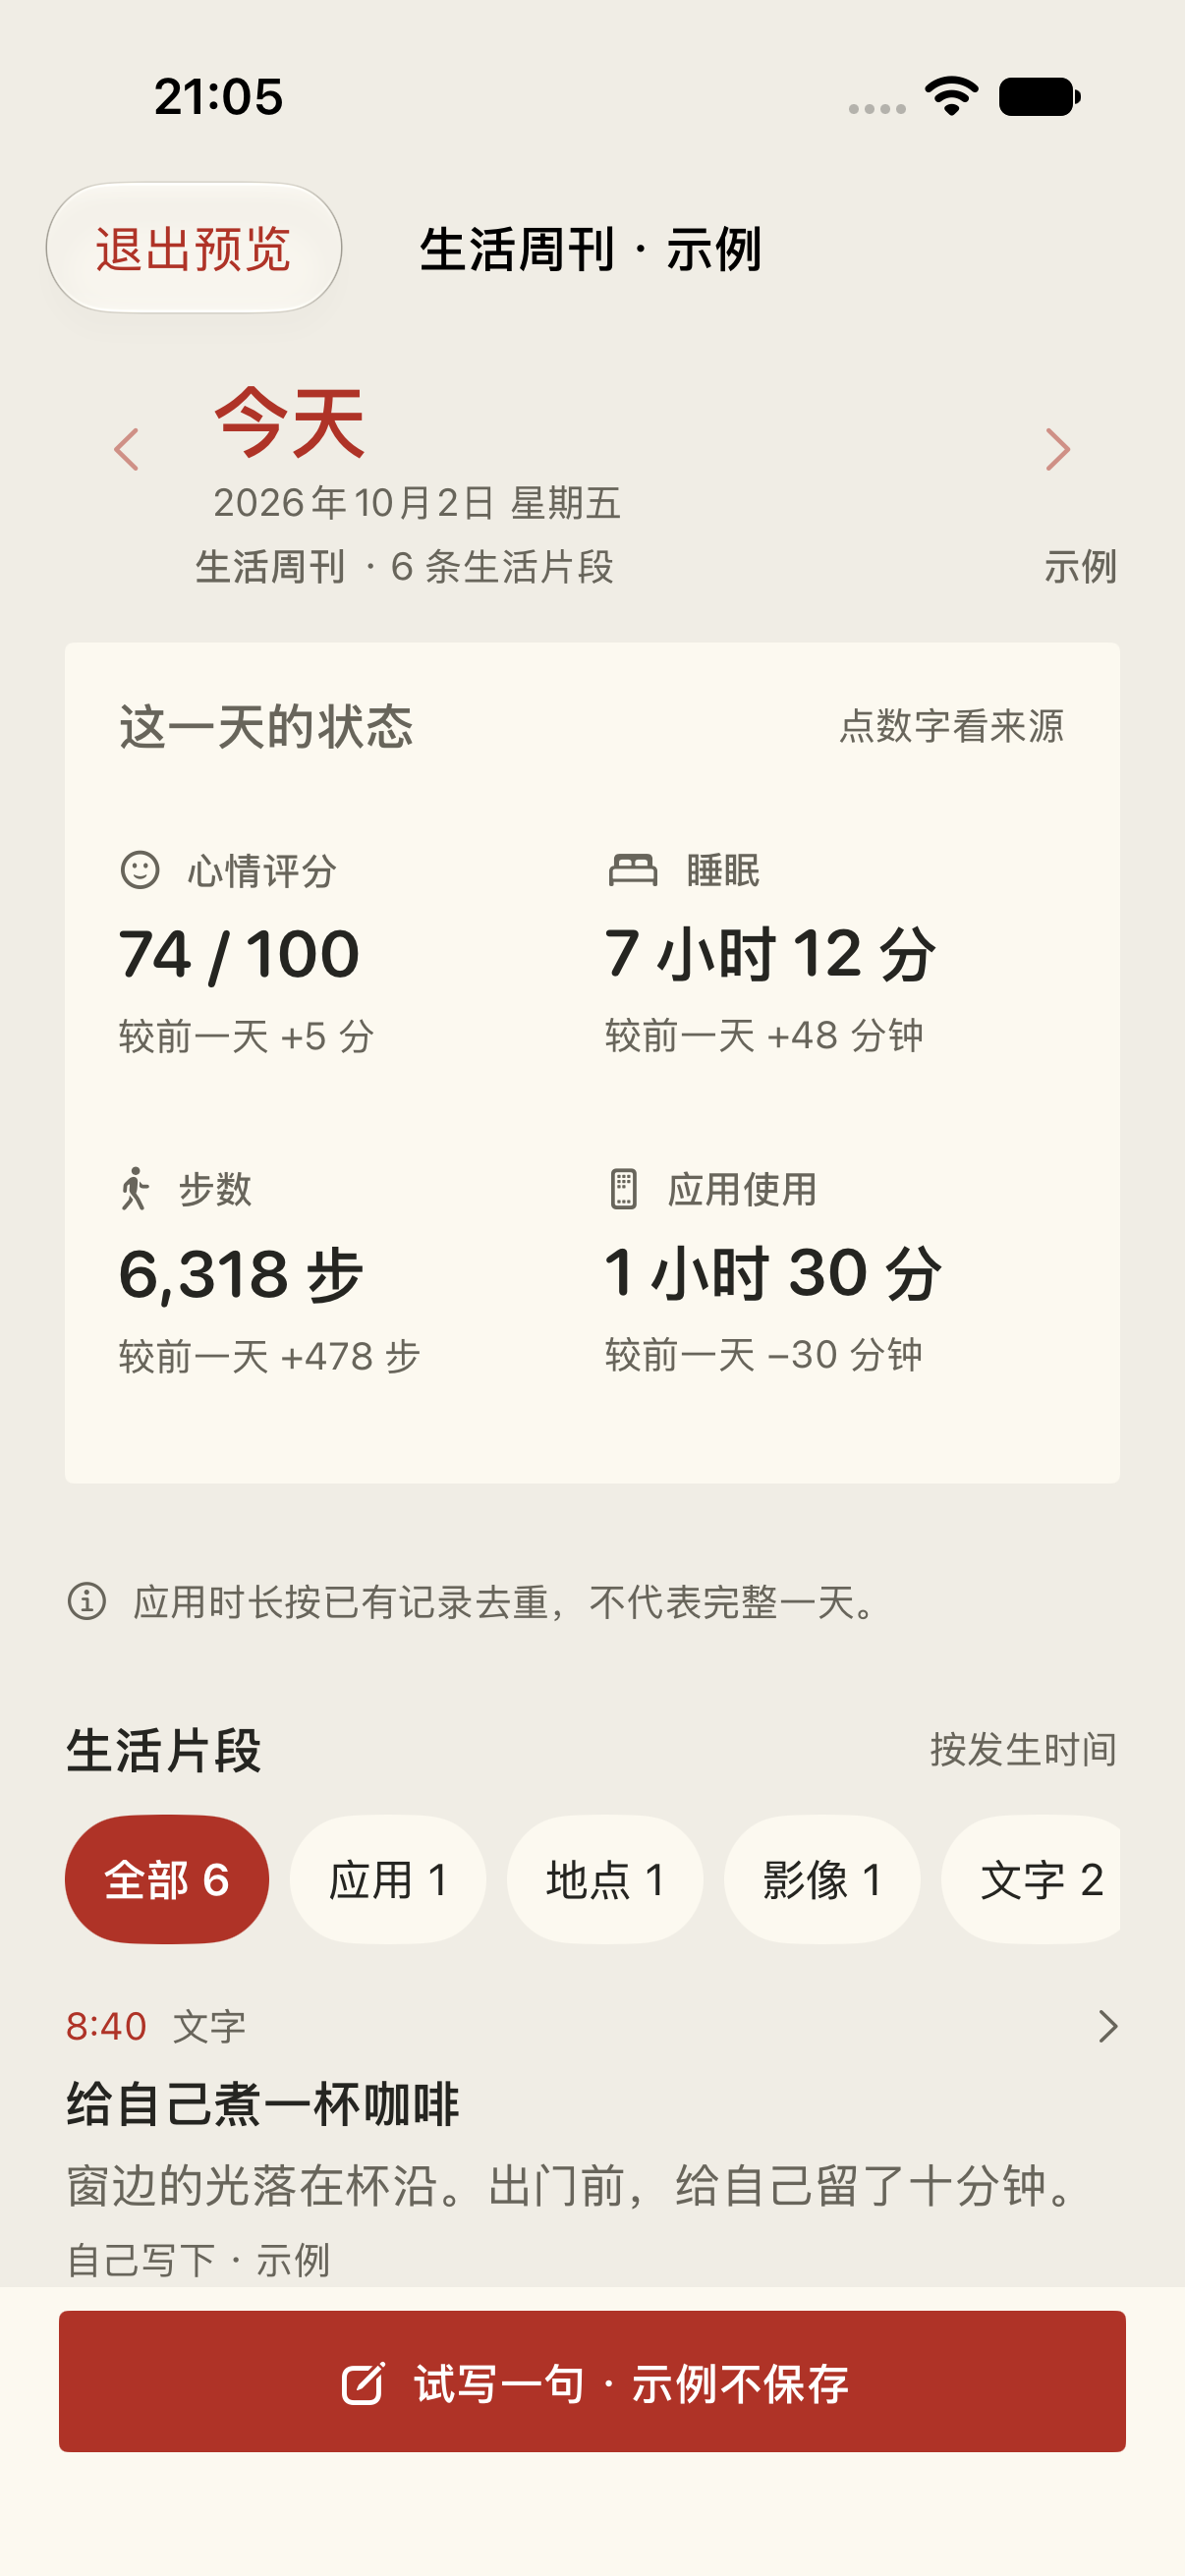 21:05
退出预览
生活周刊 · 示例
今天
2026年10月2日 星期五
生活周刊 · 6 条生活片段
示例
这一天的状态
点数字看来源
心情评分
睡眠
74 / 100
7 小时 12 分
较前一天 +5 分
较前一天 +48 分钟
步数
应用使用
6,318 步
1 小时 30 分
较前一天 +478 步
较前一天 −30 分钟
应用时长按已有记录去重，不代表完整一天。
生活片段
按发生时间
全部 6
应用 1
地点 1
影像 1
文字 2
8:40 文字
给自己煮一杯咖啡
窗边的光落在杯沿。出门前，给自己留了十分钟。
自己写下 · 示例
试写一句 · 示例不保存